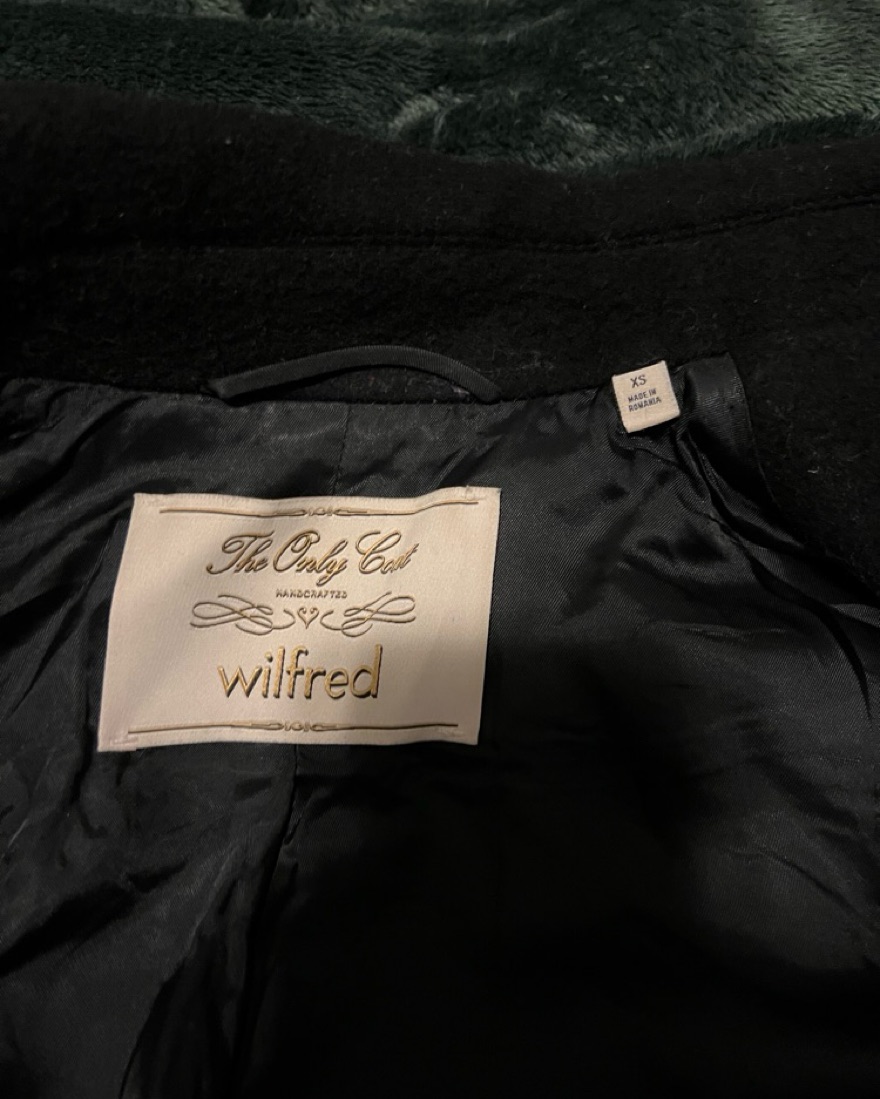 XS
MADE IN
ROMANIA
The Only Coat
HANDCRAFTED
wilfred